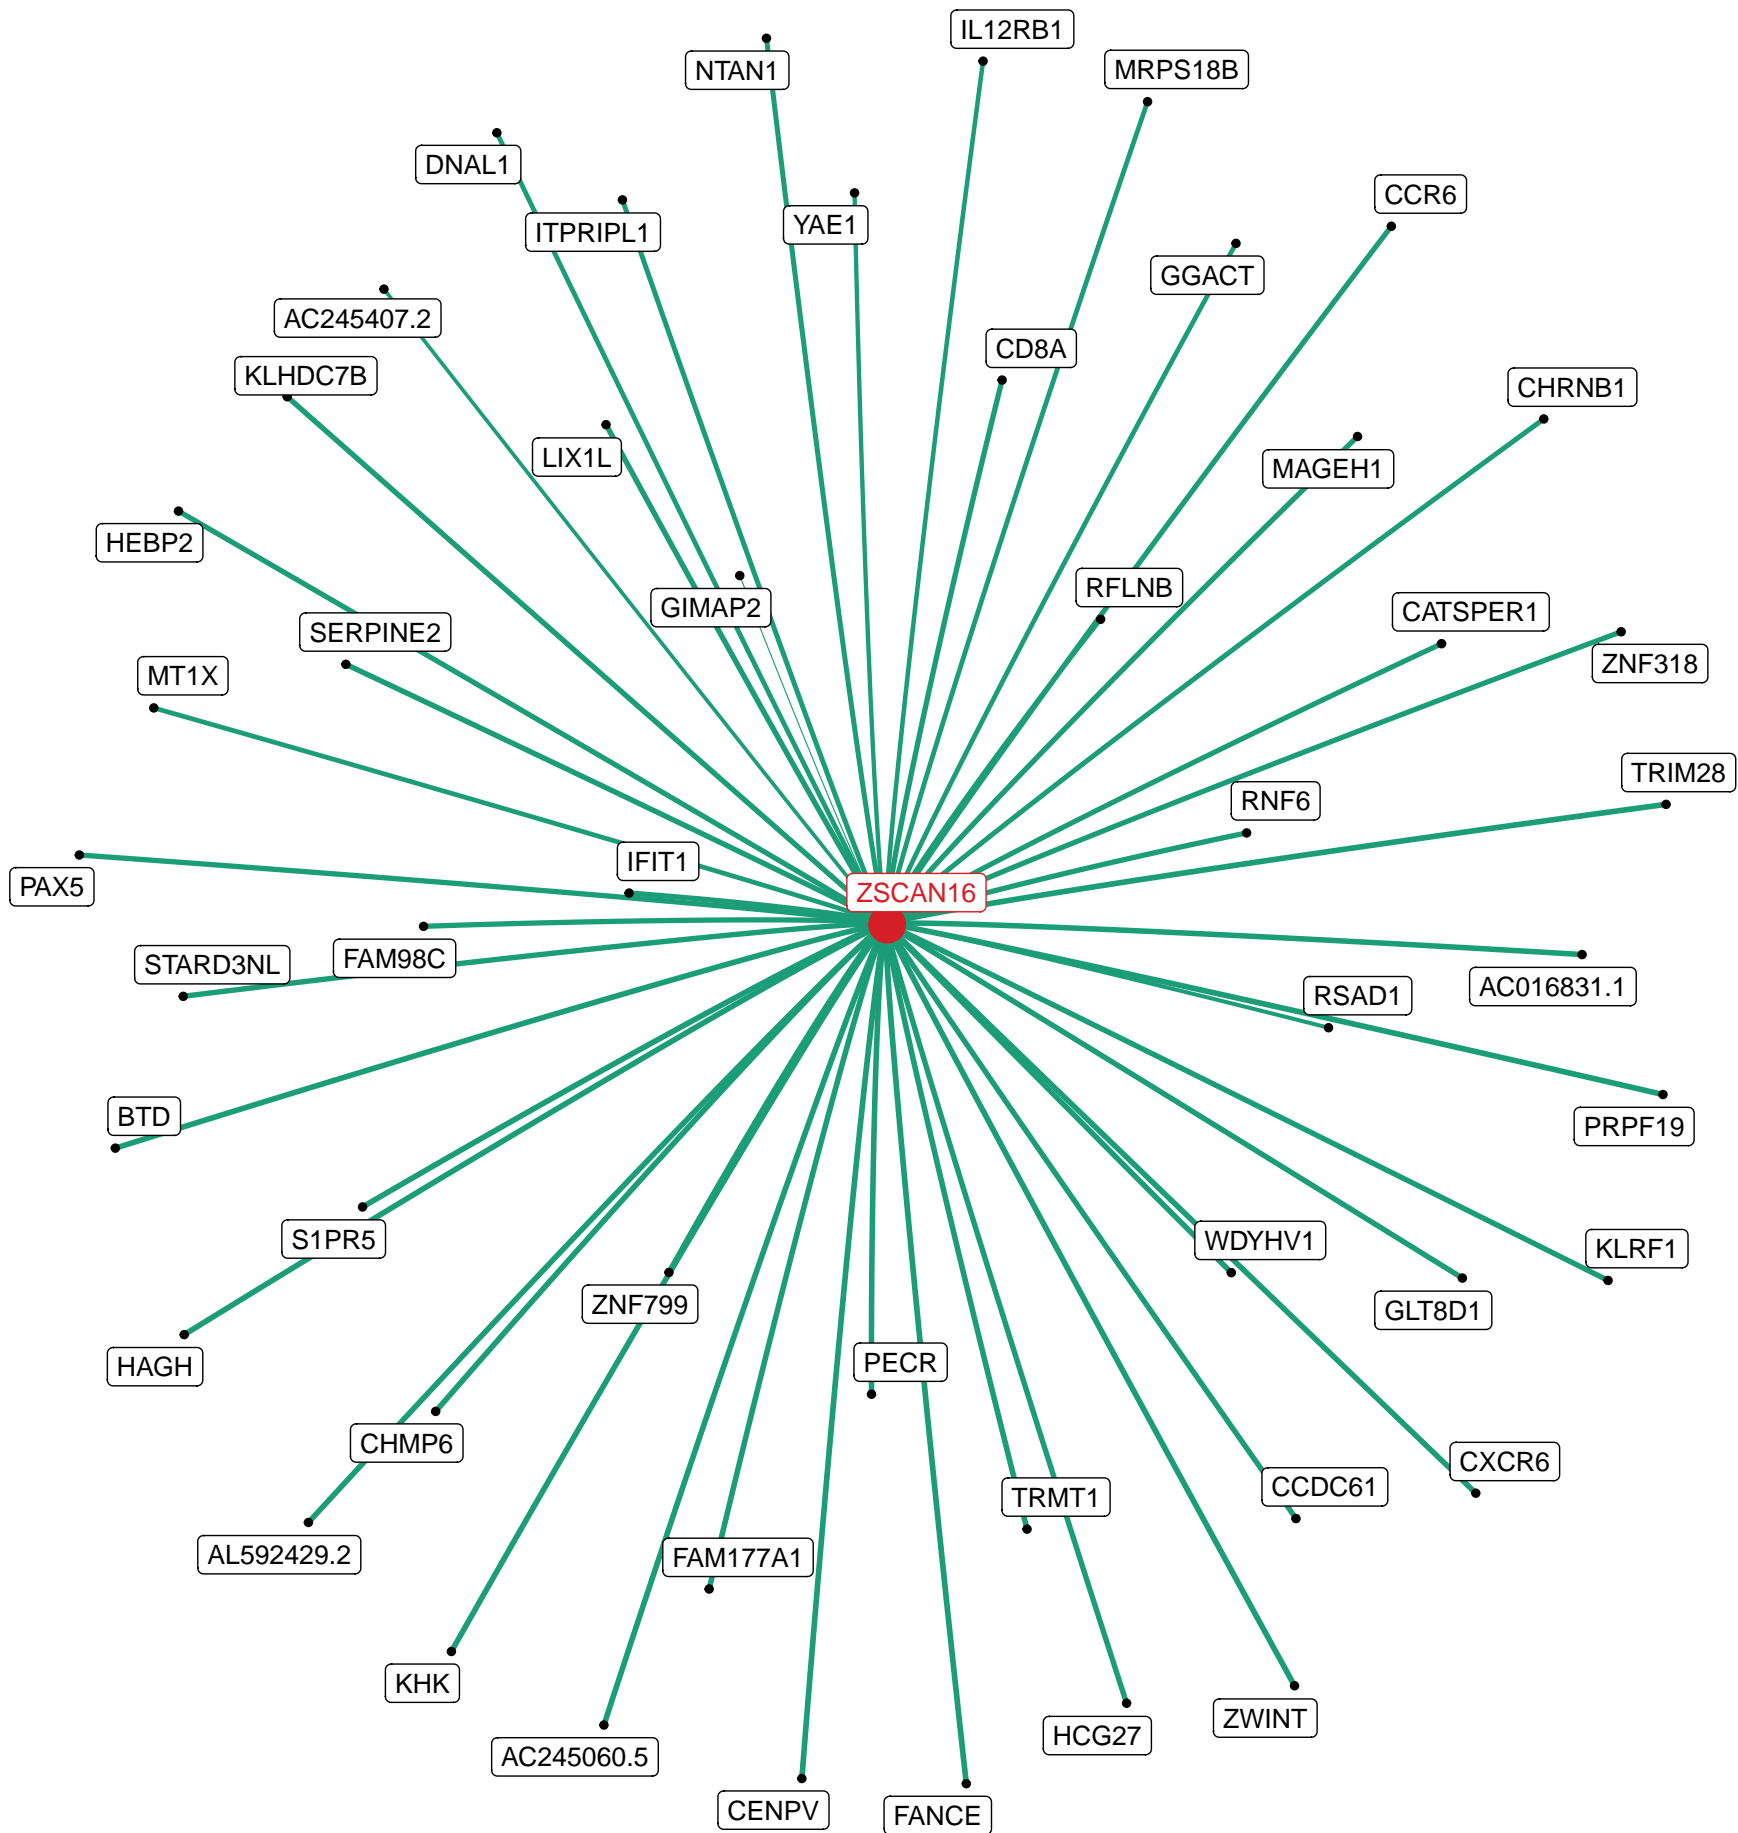 IL12RB1
NTAN1
MRPS18B
DNAL1
CCR6
YAE1
ITPRIPL1
GGACT
AC245407.2
CD8A
KLHDC7B
CHRNB1
LIX1L
MAGEH1
HEBP2
RFLNB
GIMAP2
CATSPER1
SERPINE2
ZNF318
MT1X
TRIM28
RNF6
IFIT1
PAX5
ZSCAN16
FAM98C
STARD3NL
AC016831.1
RSAD1
BTD
PRPF19
S1PR5
WDYHV1
KLRF1
ZNF799
GLT8D1
PECR
HAGH
CHMP6
CXCR6
CCDC61
TRMT1
AL592429.2
FAM177A1
KHK
ZWINT
HCG27
AC245060.5
CENPV
FANCE